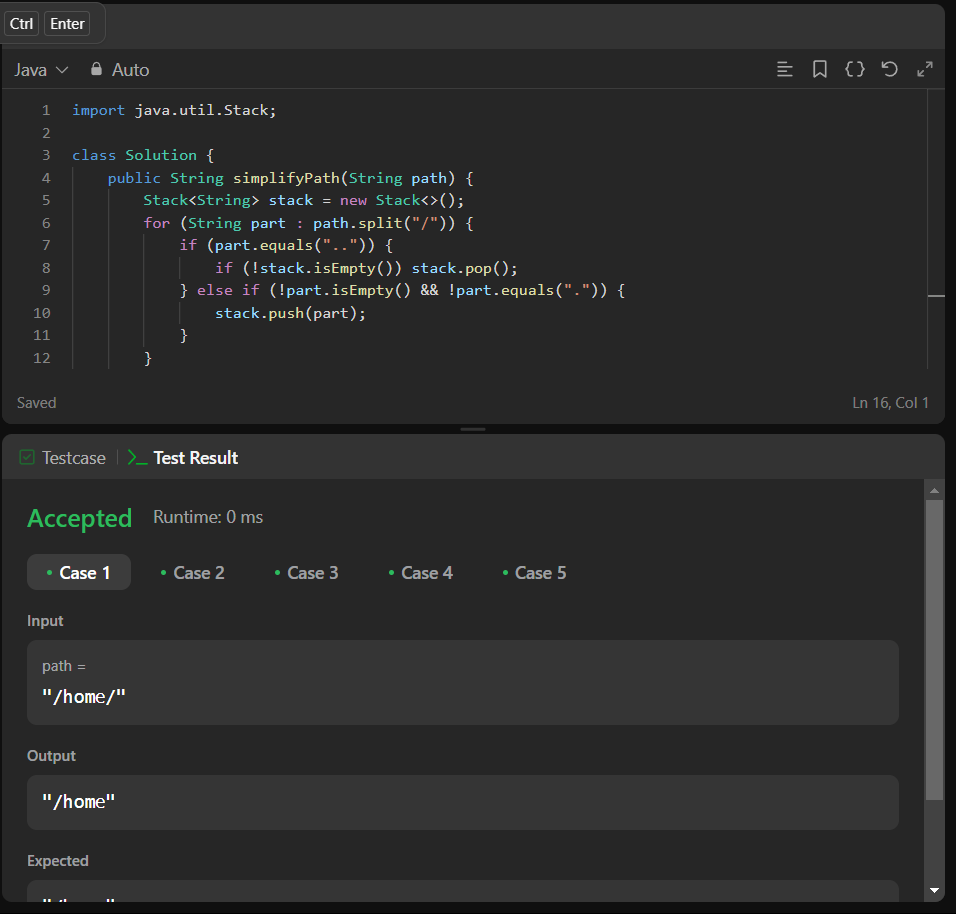 Ctrl Enter
Java Auto
1 import java.util.Stack;
2
3 class Solution {
4 public String simplifyPath(String path) {
5 Stack<String> stack = new Stack<>();
6 for (String part : path.split("/")) {
7 if (part.equals("..")) {
8 if (!stack.isEmpty()) stack.pop();
9 } else if (!part.isEmpty() && !part.equals(".")) {
10 stack.push(part);
11 }
12 }
Saved Ln 16, Col 1
Testcase Test Result
Accepted Runtime: 0 ms
Case 1 Case 2 Case 3 Case 4 Case 5
Input
path =
"/home/"
Output
"/home"
Expected